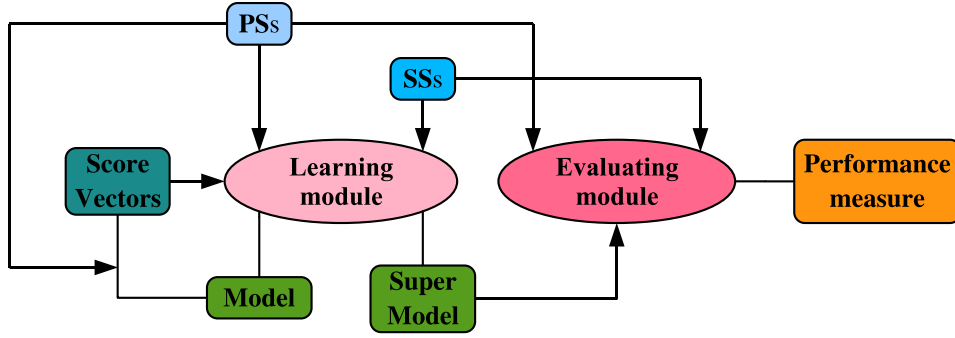 PSs
SSs
Score
Vectors
Learning
module
Evaluating
module
Performance
measure
Model
Super
Model